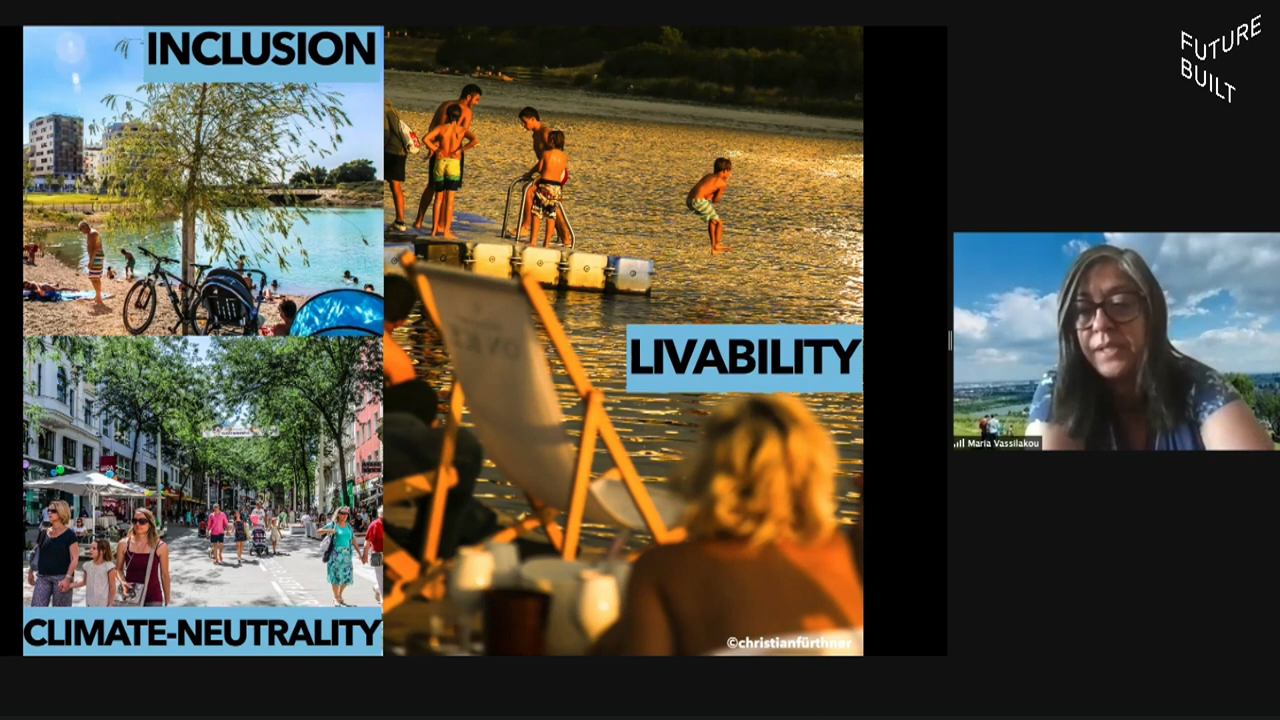 INCLUSION
LIVABILITY
CLIMATE-NEUTRALITY
©christianfürthner
Maria Vassilakou
FUTURE
BUILT